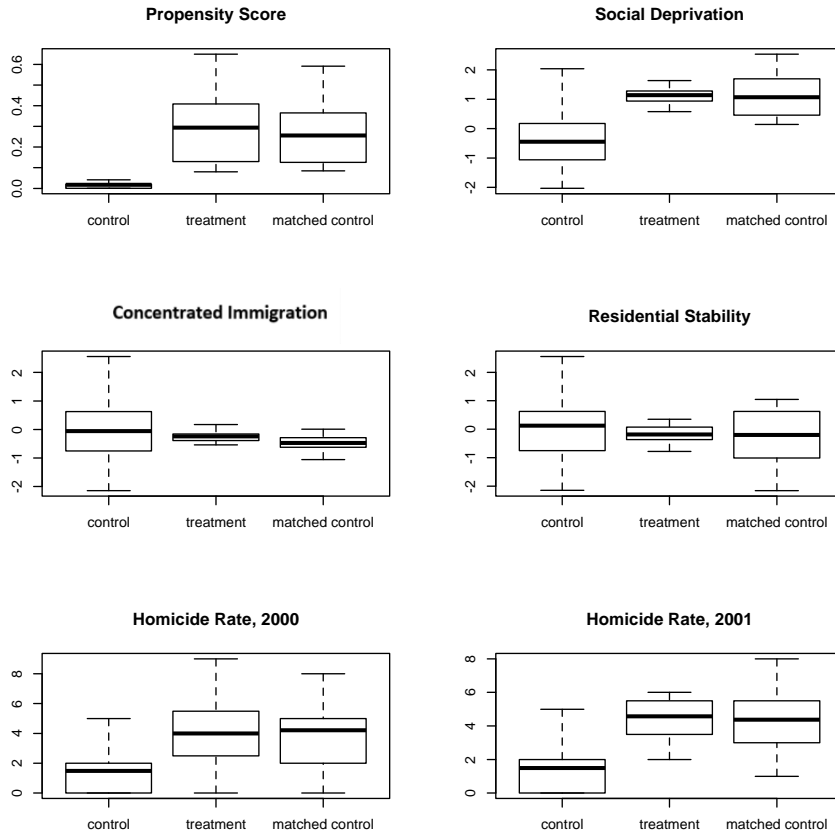 Propensity Score
0.0
0.2
0.4
0.6
control
treatment
matched control
Social Deprivation
-2
-1
0
1
2
control
treatment
matched control
Concentrated Immigration
-2
-1
0
1
2
control
treatment
matched control
Residential Stability
-2
-1
0
1
2
control
treatment
matched control
Homicide Rate, 2000
0
2
4
6
8
control
treatment
matched control
Homicide Rate, 2001
0
2
4
6
8
control
treatment
matched control